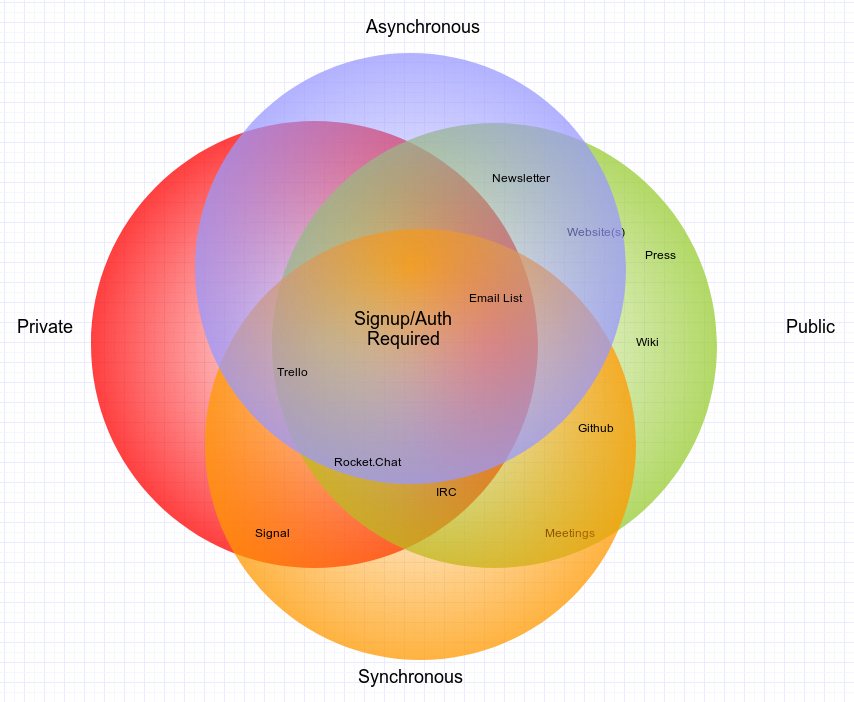 Asynchronous
Newsletter
Website(s)
Press
Email List
Signup/Auth
Required
Private
Public
Wiki
Trello
Github
Rocket.Chat
IRC
Signal
Meetings
Synchronous